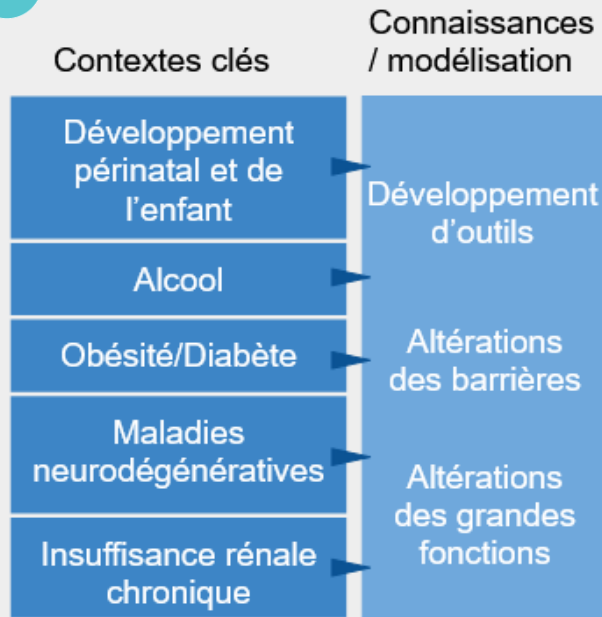 Contextes clés
Connaissances
/ modélisation
Développement
périnatal et de
l'enfant
Alcool
Obésité/Diabète
Maladies
neurodégénératives
Insuffisance rénale
chronique
Développement
d'outils
Altérations
des barrières
Altérations
des grandes
fonctions